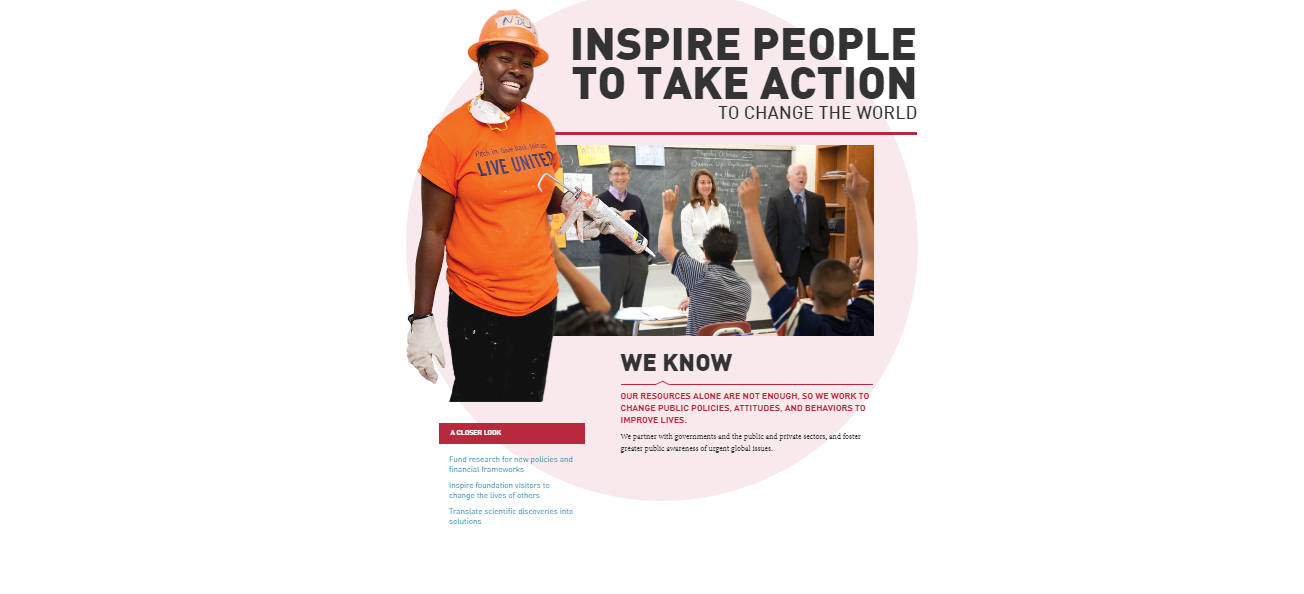 INSPIRE PEOPLE
TO TAKE ACTION
TO CHANGE THE WORLD
Pitch in. Give back. Join us.
LIVE UNITED
Thursday October 23
WE KNOW
OUR RESOURCES ALONE ARE NOT ENOUGH, SO WE WORK TO
CHANGE PUBLIC POLICIES, ATTITUDES, AND BEHAVIORS TO
IMPROVE LIVES.
We partner with governments and the public and private sectors, and foster
greater public awareness of urgent global issues.
A CLOSER LOOK
Fund research for new policies and
financial frameworks
Inspire foundation visitors to
change the lives of others
Translate scientific discoveries into
solutions